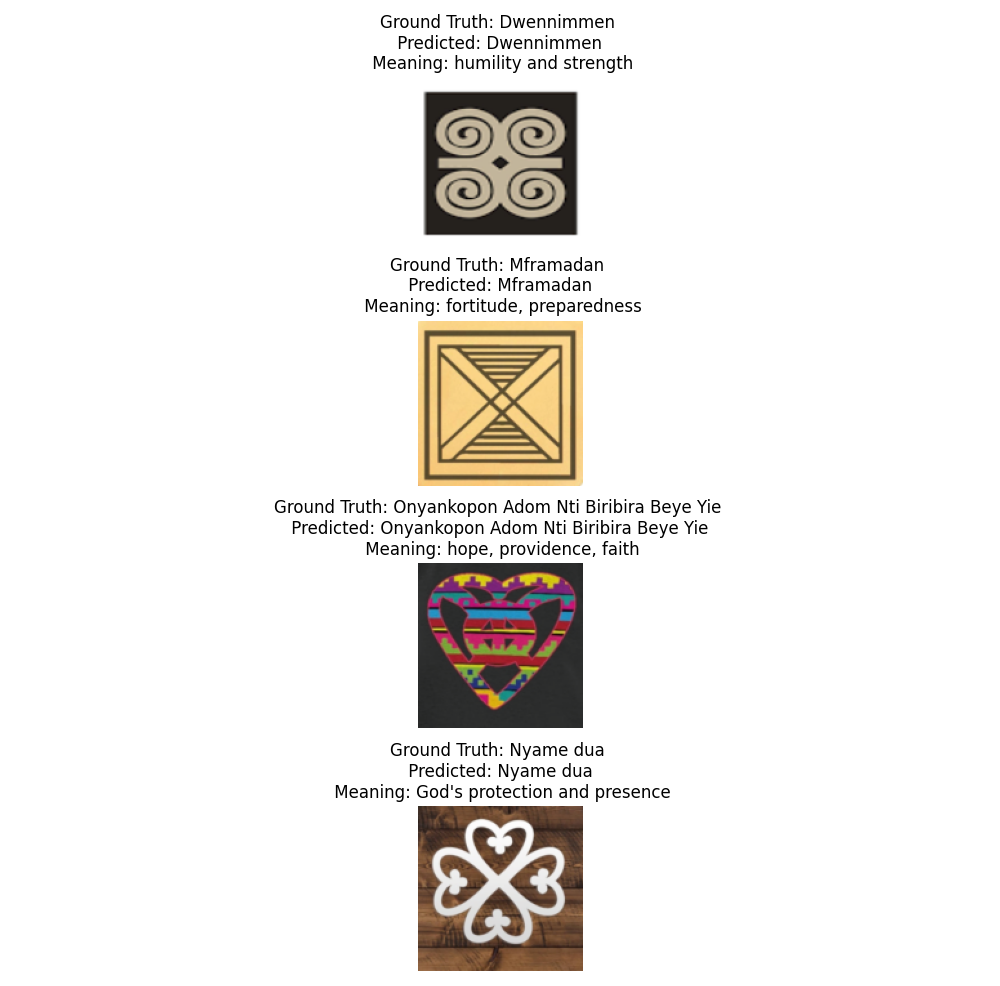 Ground Truth: Dwennimmen
Predicted: Dwennimmen
Meaning: humility and strength
Ground Truth: Mframadan
Predicted: Mframadan
Meaning: fortitude, preparedness
Ground Truth: Onyankopon Adom Nti Biribira Beye Yie
Predicted: Onyankopon Adom Nti Biribira Beye Yie
Meaning: hope, providence, faith
Ground Truth: Nyame dua
Predicted: Nyame dua
Meaning: God's protection and presence